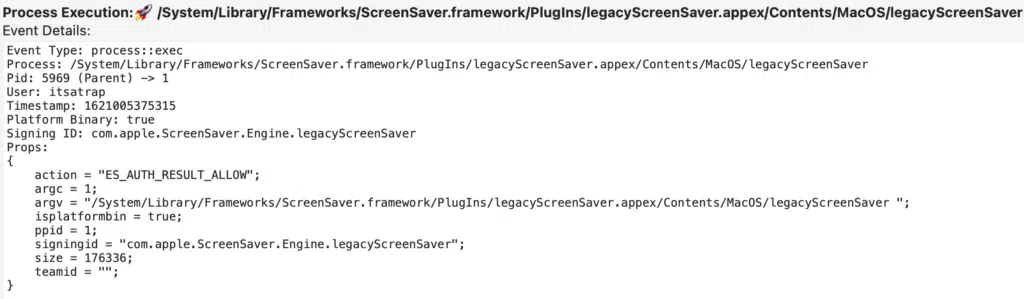 Process Execution:🚀 /System/Library/Frameworks/ScreenSaver.framework/PlugIns/legacyScreenSaver.appex/Contents/MacOS/legacyScreenSaver
Event Details:
Event Type: process::exec
Process: /System/Library/Frameworks/ScreenSaver.framework/PlugIns/legacyScreenSaver.appex/Contents/MacOS/legacyScreenSaver
Pid: 5969 (Parent) -> 1
User: itsatrap
Timestamp: 1621005375315
Platform Binary: true
Signing ID: com.apple.ScreenSaver.Engine.legacyScreenSaver
Props:
{
    action = "ES_AUTH_RESULT_ALLOW";
    argc = 1;
    argv = "/System/Library/Frameworks/ScreenSaver.framework/PlugIns/legacyScreenSaver.appex/Contents/MacOS/legacyScreenSaver ";
    isplatformbin = true;
    ppid = 1;
    signingid = "com.apple.ScreenSaver.Engine.legacyScreenSaver";
    size = 176336;
    teamid = "";
}